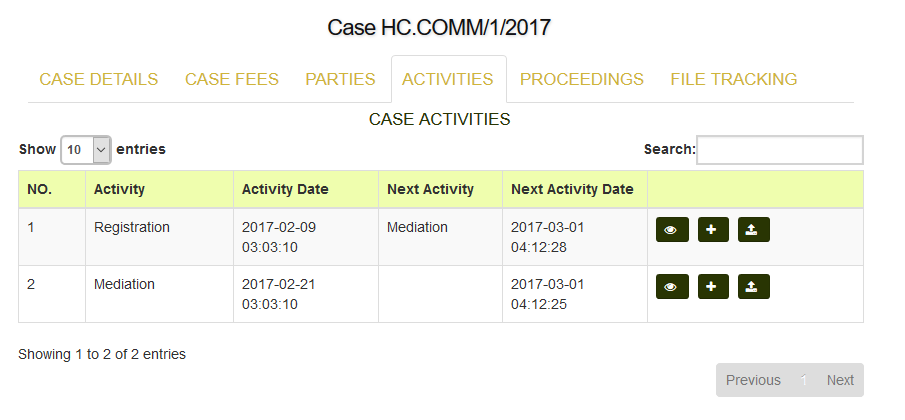 Case HC.COMM/1/2017
CASE DETAILS CASE FEES PARTIES ACTIVITIES PROCEEDINGS FILE TRACKING
CASE ACTIVITIES
Show 10 entries Search:
NO. Activity Activity Date Next Activity Next Activity Date
1 Registration 2017-02-09 Mediation 2017-03-01
03:03:10 04:12:28
2 Mediation 2017-02-21 2017-03-01
03:03:10 04:12:25
Showing 1 to 2 of 2 entries
Previous 1 Next